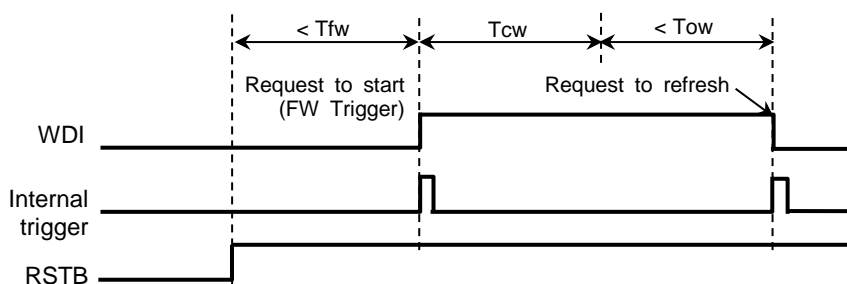 < Tfw
Tcw
< Tow
Request to start
(FW Trigger)
Request to refresh
WDI
Internal
trigger
RSTB